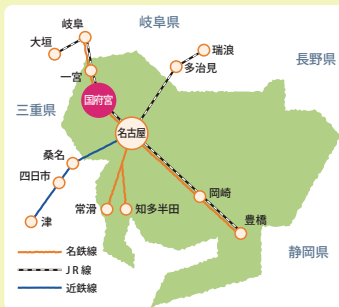 岐阜県
岐阜
大垣
瑞浪
多治見
長野県
一宮
国府宮
三重県
名古屋
桑名
四日市
岡崎
津
常滑
知多半田
豊橋
静岡県
名鉄線
JR線
近鉄線